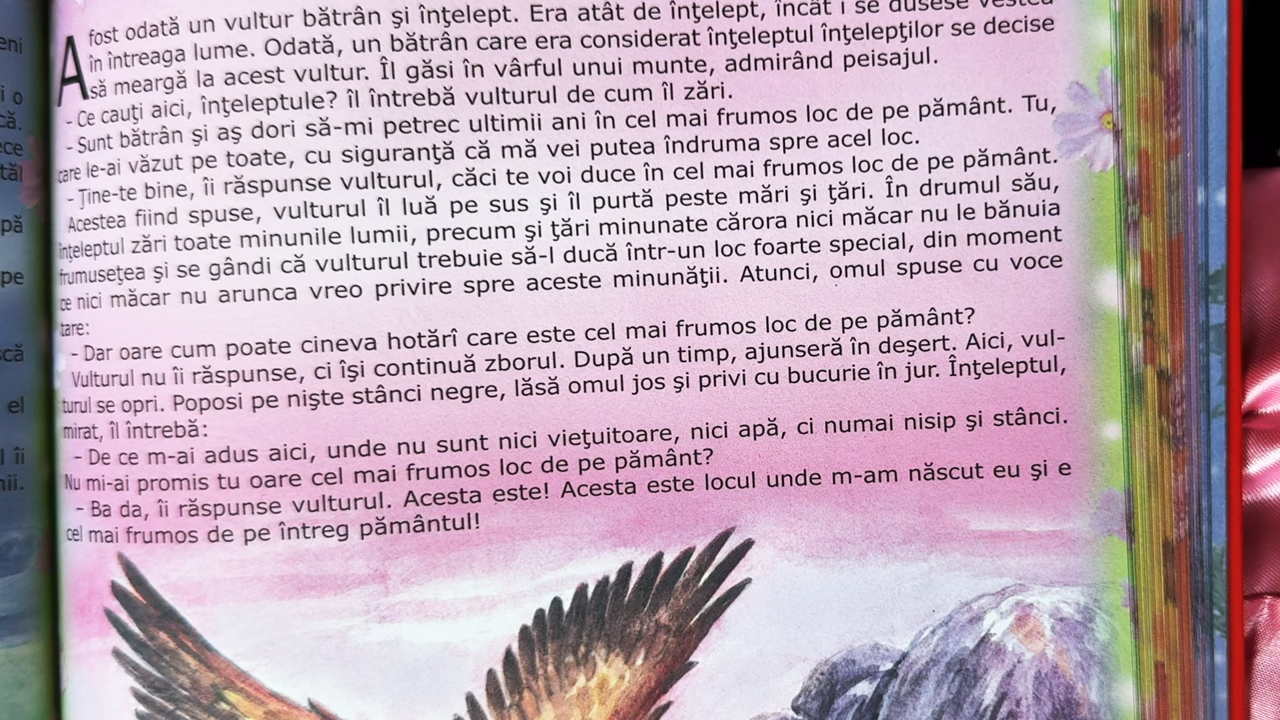 A fost odată un vultur bătrân şi înţelept. Era atât de înţelept, încât i se dusese vestea
în întreaga lume. Odată, un bătrân care era considerat înţeleptul înţelepţilor se decise
să meargă la acest vultur. Îl găsi în vârful unui munte, admirând peisajul.
- Ce cauţi aici, înţeleptule? îl întrebă vulturul de cum îl zări.
- Sunt bătrân şi aş dori să-mi petrec ultimii ani în cel mai frumos loc de pe pământ. Tu,
care le-ai văzut pe toate, cu siguranţă că mă vei putea îndruma spre acel loc.
- Ţine-te bine, îi răspunse vulturul, căci te voi duce în cel mai frumos loc de pe pământ.
Acestea fiind spuse, vulturul îl luă pe sus şi îl purtă peste mări şi ţări. În drumul său,
înţeleptul zări toate minunile lumii, precum şi ţări minunate cărora nici măcar nu le bănuia
frumuseţea şi se gândi că vulturul trebuie să-l ducă într-un loc foarte special, din moment
ce nici măcar nu arunca vreo privire spre aceste minunăţii. Atunci, omul spuse cu voce
tare:
- Dar oare cum poate cineva hotărî care este cel mai frumos loc de pe pământ?
Vulturul nu îi răspunse, ci îşi continuă zborul. După un timp, ajunseră în deşert. Aici, vul-
turul se opri. Poposi pe nişte stânci negre, lăsă omul jos şi privi cu bucurie în jur. Înţeleptul,
mirat, îl întrebă:
- De ce m-ai adus aici, unde nu sunt nici vieţuitoare, nici apă, ci numai nisip şi stânci.
Nu mi-ai promis tu oare cel mai frumos loc de pe pământ?
- Ba da, îi răspunse vulturul. Acesta este! Acesta este locul unde m-am născut eu şi e
cel mai frumos de pe întreg pământul!